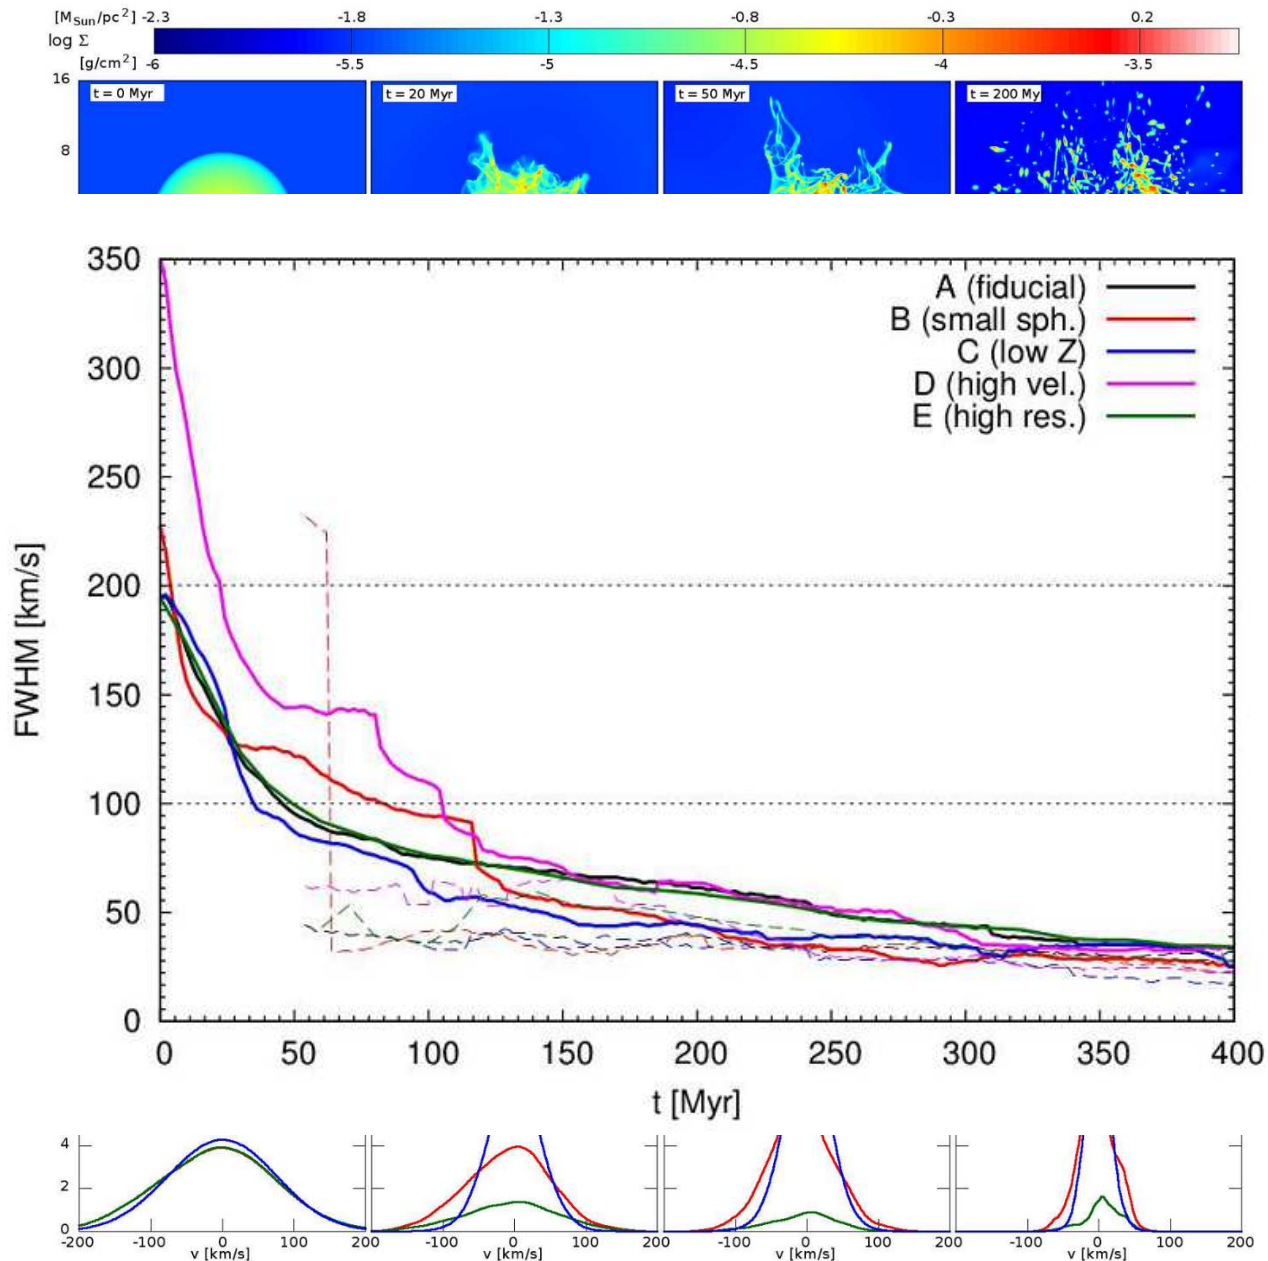 [M_Sun/pc²] -2.3 -1.8 -1.3 -0.8 -0.3 0.2
log Σ
[g/cm²] -6 -5.5 -5 -4.5 -4 -3.5
16
t = 0 Myr t = 20 Myr t = 50 Myr t = 200 My
8
350
A (fiducial)
B (small sph.)
300
C (low Z)
D (high vel.)
E (high res.)
250
200
FWHM [km/s]
150
100
50
0
0 50 100 150 200 250 300 350 400
t [Myr]
4
2
0
-200 -100 0 100 200 -100 0 100 200 -100 0 100 200 -100 0 100 200
v [km/s] v [km/s] v [km/s] v [km/s]